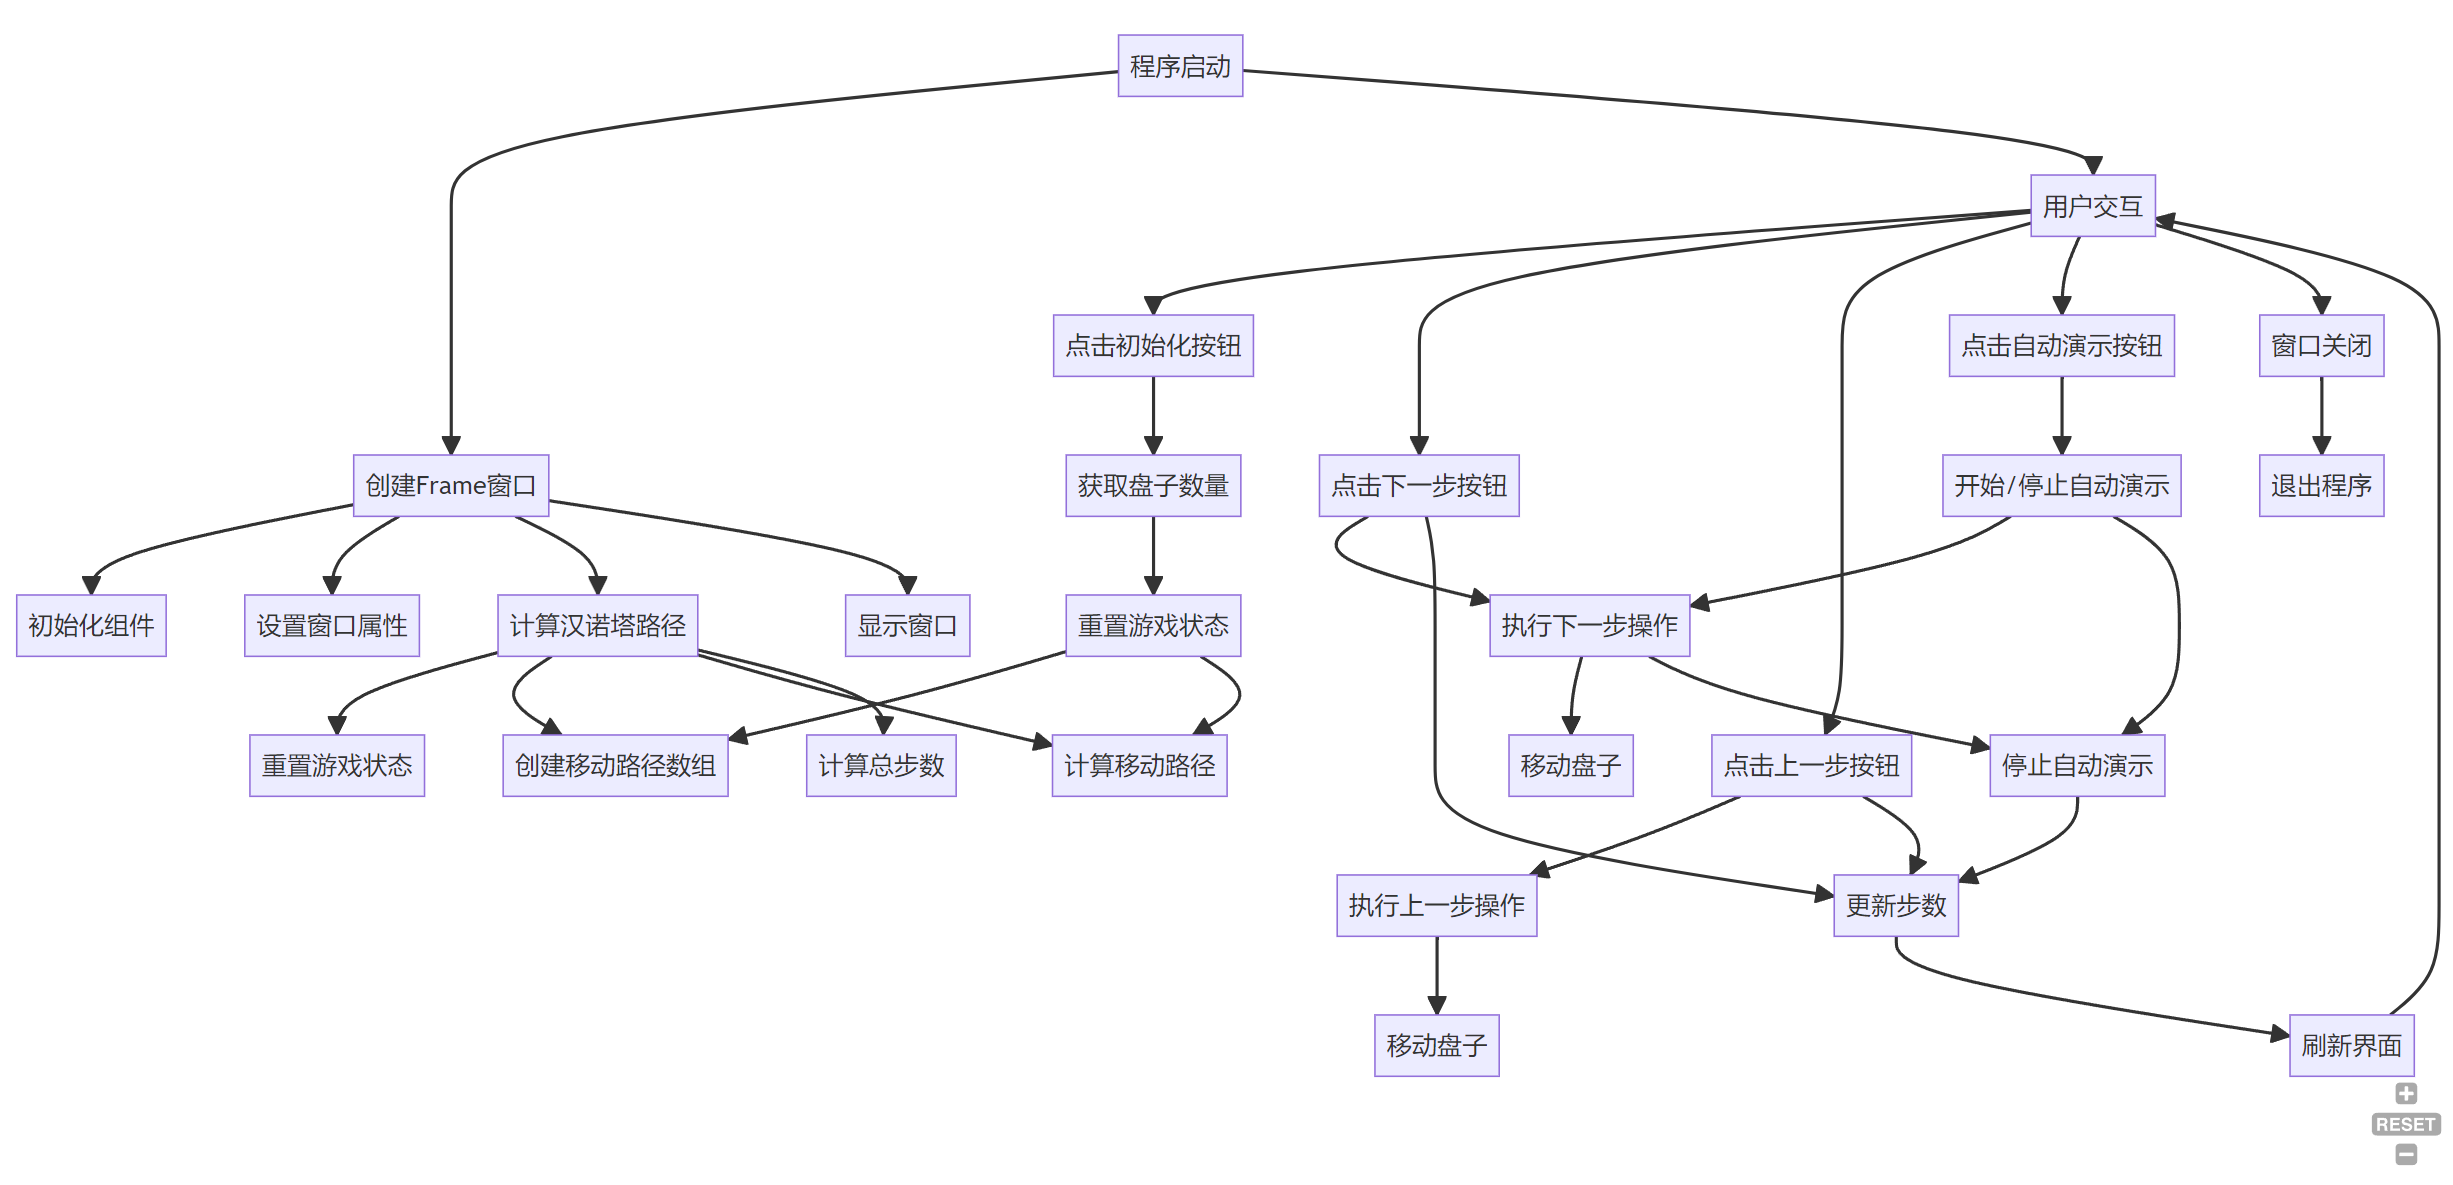 程序启动
用户交互
点击初始化按钮
点击自动演示按钮
窗口关闭
创建Frame窗口
获取盘子数量
点击下一步按钮
开始/停止自动演示
退出程序
初始化组件
设置窗口属性
计算汉诺塔路径
显示窗口
重置游戏状态
执行下一步操作
重置游戏状态
创建移动路径数组
计算总步数
计算移动路径
移动盘子
点击上一步按钮
停止自动演示
执行上一步操作
更新步数
移动盘子
刷新界面
RESET